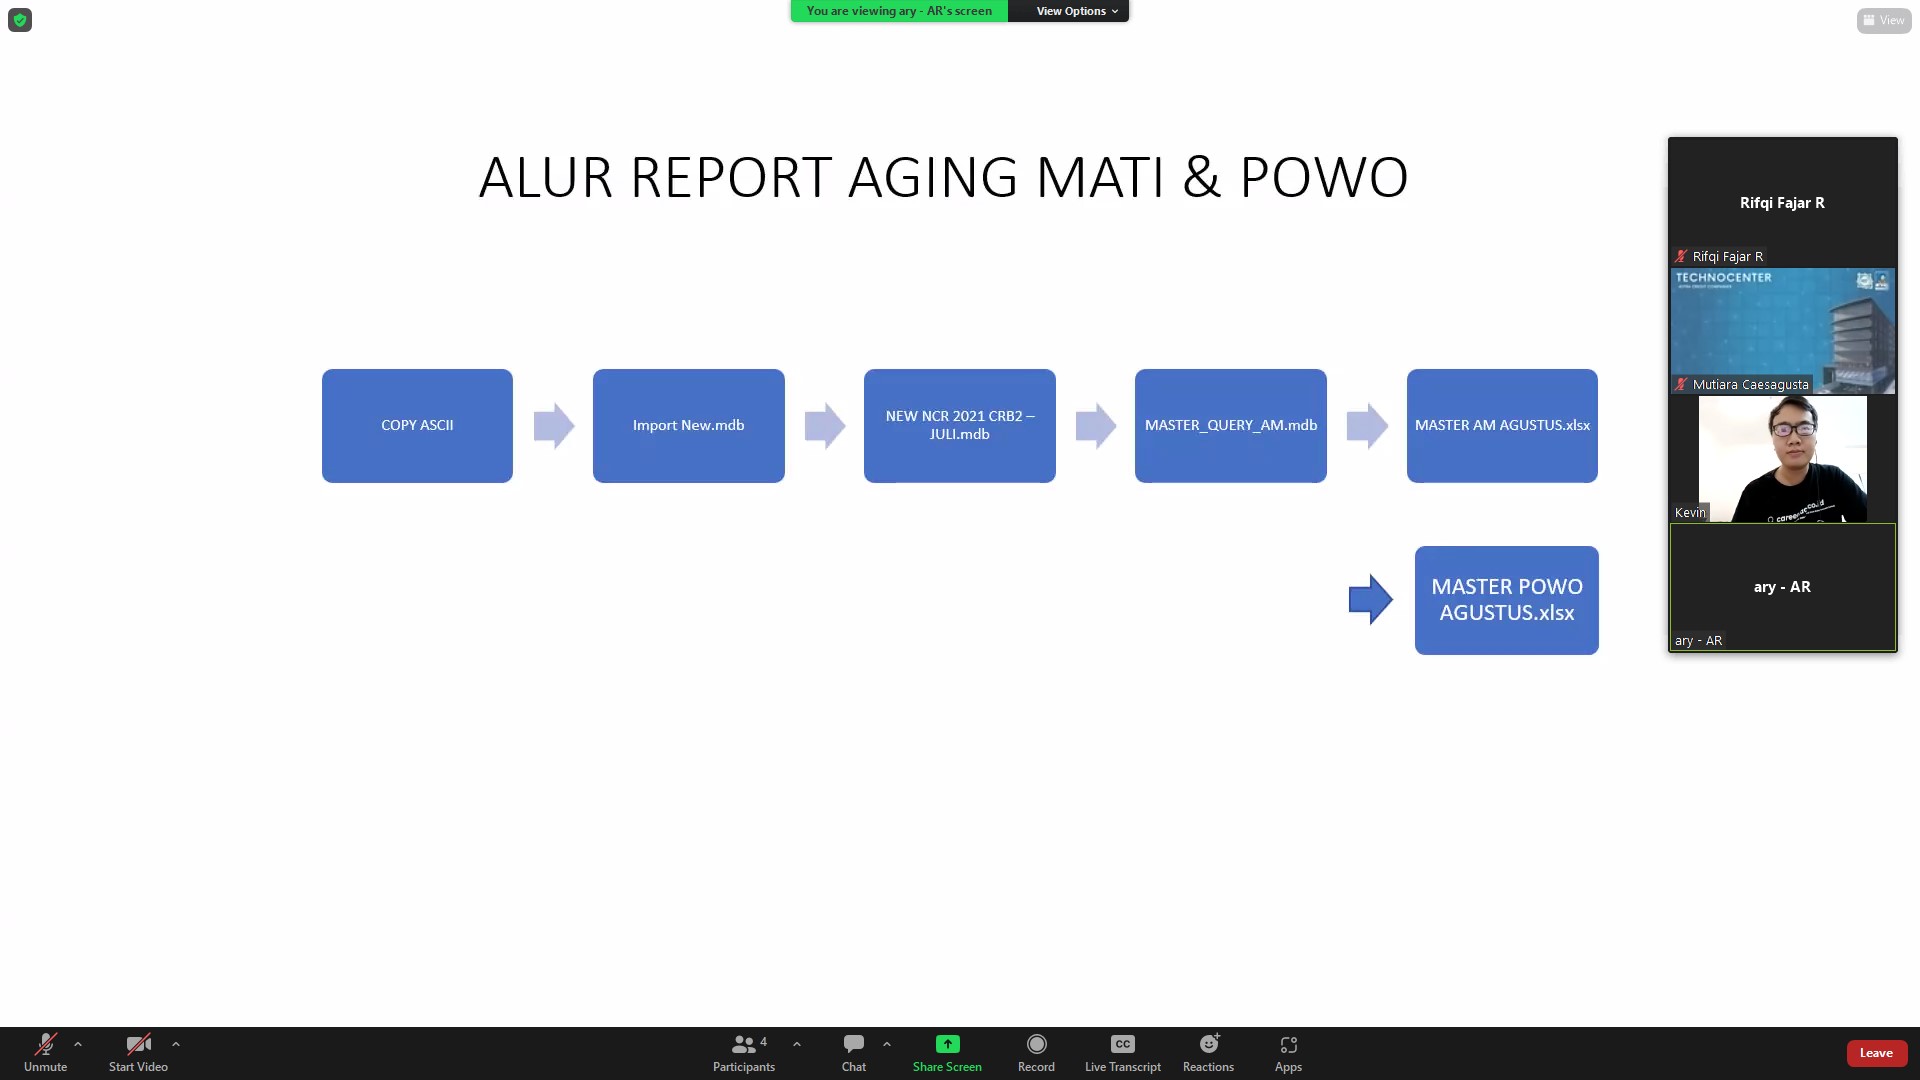 You are viewing ary - AR's screen
View Options
View
ALUR REPORT AGING MATI & POWO
COPY ASCII
Import New.mdb
NEW NCR 2021 CRB2 –
JULI.mdb
MASTER_QUERY_AM.mdb
MASTER AM AGUSTUS.xlsx
MASTER POWO
AGUSTUS.xlsx
Rifqi Fajar R
Rifqi Fajar R
TECHNOCENTER
Mutiara Caesagusta
Kevin
ary - AR
ary - AR
Unmute
Start Video
4
Participants
Chat
Share Screen
Record
CC
Live Transcript
Reactions
Apps
Leave